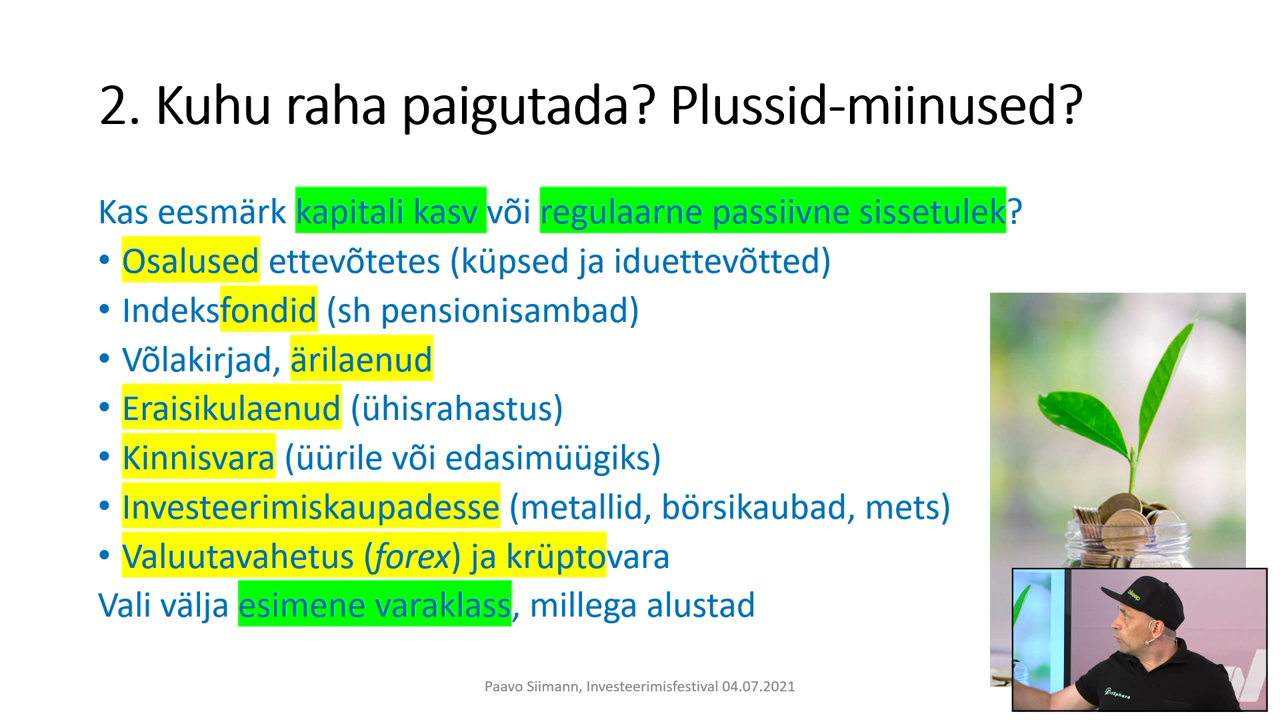 2. Kuhu raha paigutada? Plussid-miinused?
Kas eesmärk kapitali kasv või regulaarne passiivne sissetulek?
• Osalused ettevõtetes (küpsed ja iduettevõtted)
• Indeksfondid (sh pensionisambad)
• Võlakirjad, ärilaenud
• Eraisikulaenud (ühisrahastus)
• Kinnisvara (üürile või edasimüügiks)
• Investeerimiskaupadesse (metallid, börsikaubad, mets)
• Valuutavahetus (forex) ja krüptovara
Vali välja esimene varaklass, millega alustad
Paavo Siimann, Investeerimisfestival 04.07.2021